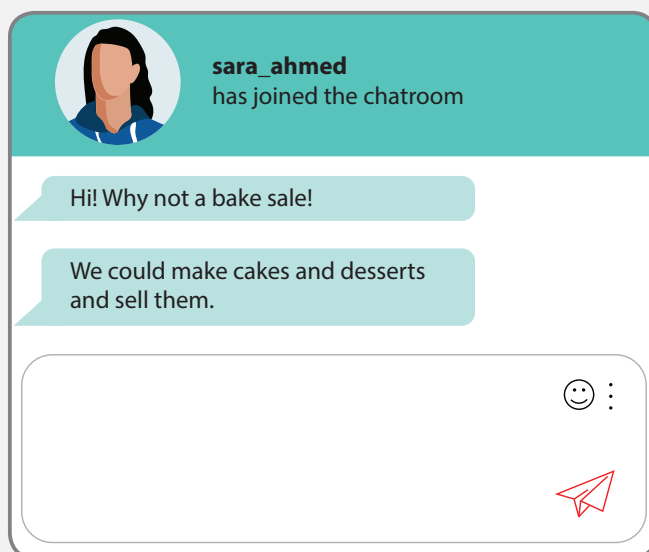 sara_ahmed
has joined the chatroom
Hi! Why not a bake sale!
We could make cakes and desserts
and sell them.